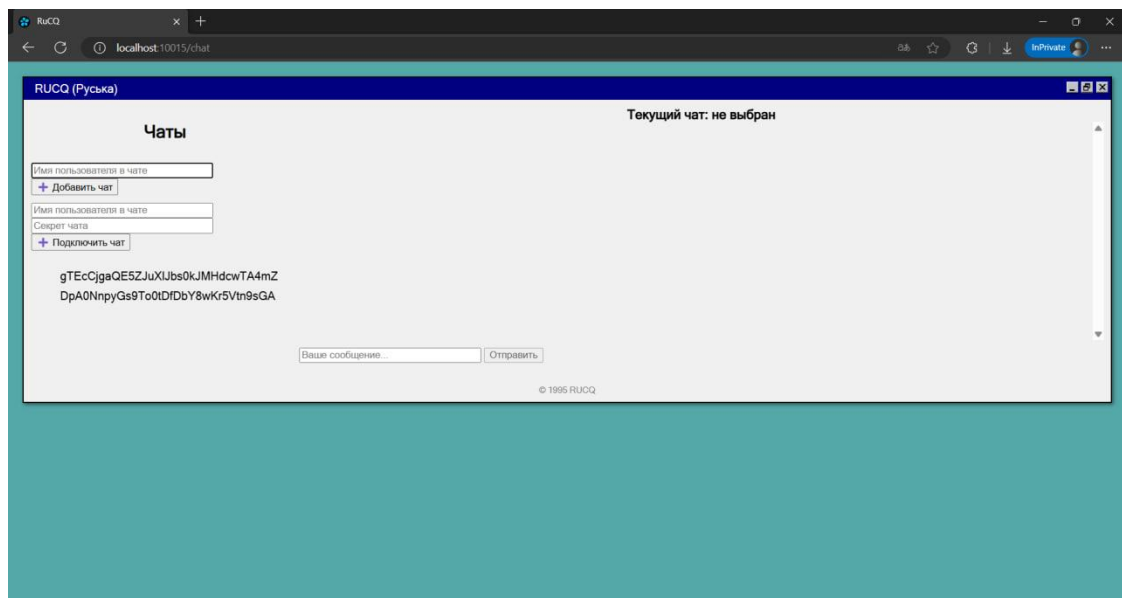 RuCQ
localhost:10015/chat
InPrivate
RUCQ (Руська)
Чаты
Имя пользователя в чате
Добавить чат
Имя пользователя в чате
Секрет чата
Подключить чат
gTEcCjgaQE5ZJuXlJbs0kJMHdcwTA4mZ
DpA0NnpyGs9To0tDfDbY8wKr5Vtn9sGA
Текущий чат: не выбран
Ваше сообщение...
Отправить
© 1995 RUCQ